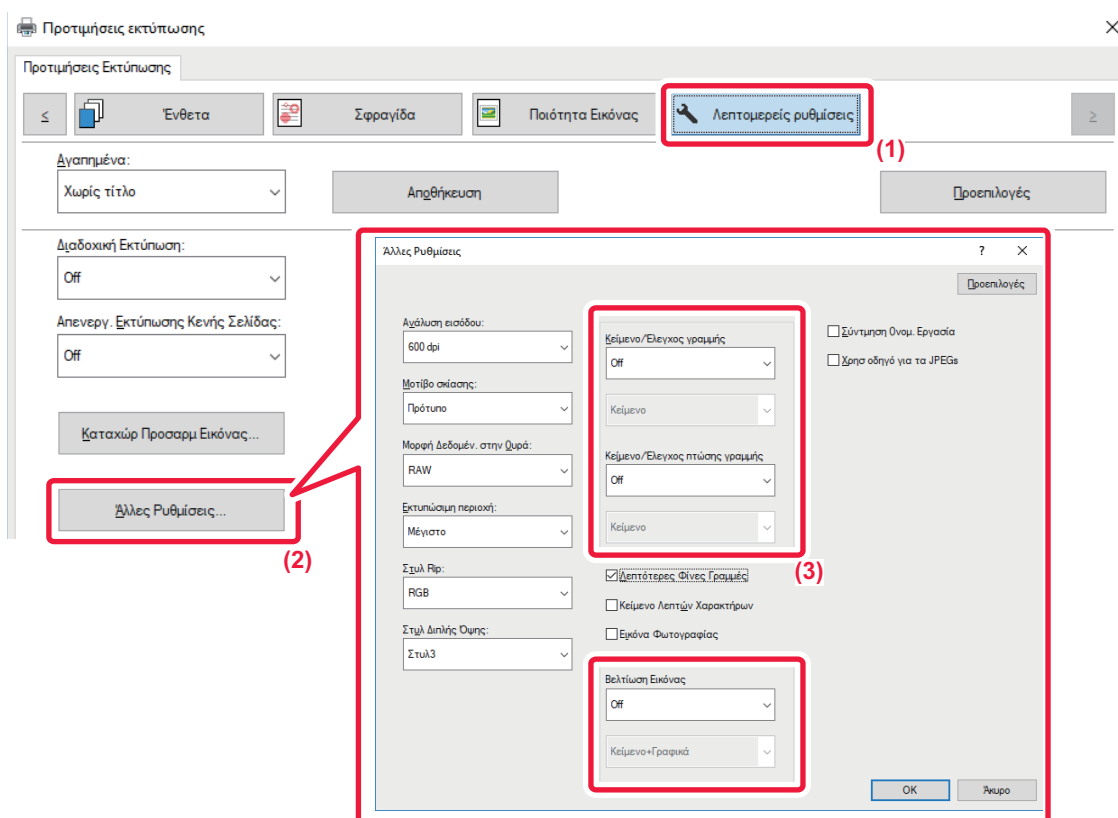 Προτιμήσεις εκτύπωσης
Προτιμήσεις Εκτύπωσης
<
Ένθετα
Σφραγίδα
Ποιότητα Εικόνας
Λεπτομερείς ρυθμίσεις
>
(1)
Αγαπημένα:
Χωρίς τίτλο
Αποθήκευση
Προεπιλογές
Διαδοχική Εκτύπωση:
Off
Απενεργ. Εκτύπωσης Κενής Σελίδας:
Off
Καταχώρ Προσαρμ Εικόνας...
Άλλες Ρυθμίσεις...
(2)
Άλλες Ρυθμίσεις
?
Προεπιλογές
Ανάλυση εισόδου:
600 dpi
Μοτίβο σκίασης:
Πρότυπο
Μορφή Δεδομέν. στην Ουρά:
RAW
Εκτυπώσιμη περιοχή:
Μέγιστο
Στυλ Rip:
RGB
Στυλ Διπλής Όψης:
Στυλ3
Κείμενο/Έλεγχος γραμμής
Off
Κείμενο
Κείμενο/Έλεγχος πτώσης γραμμής
Off
Κείμενο
(3)
Λεπτότερες Φίνες Γραμμές
Κείμενο Λεπτών Χαρακτήρων
Εικόνα Φωτογραφίας
Βελτίωση Εικόνας
Off
Κείμενο+Γραφικά
Σύντμηση Ονομ. Εργασία
Χρησ οδηγό για τα JPEGs
OK
Άκυρο